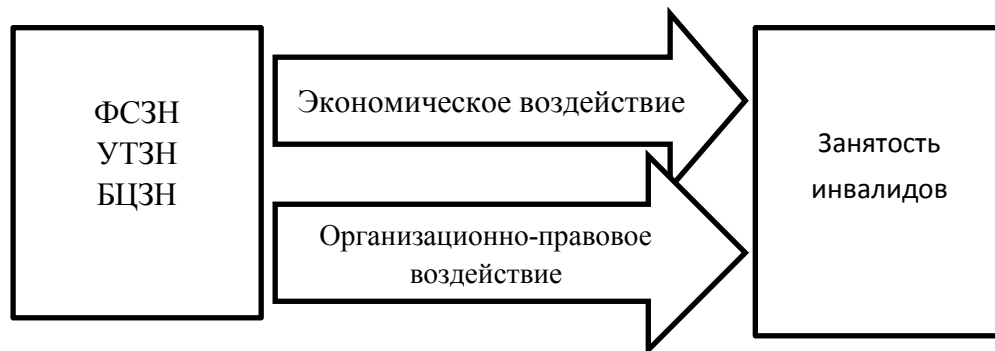 ФСЗН
УТЗН
БЦЗН
Экономическое воздействие
Организационно-правовое
воздействие
Занятость
инвалидов